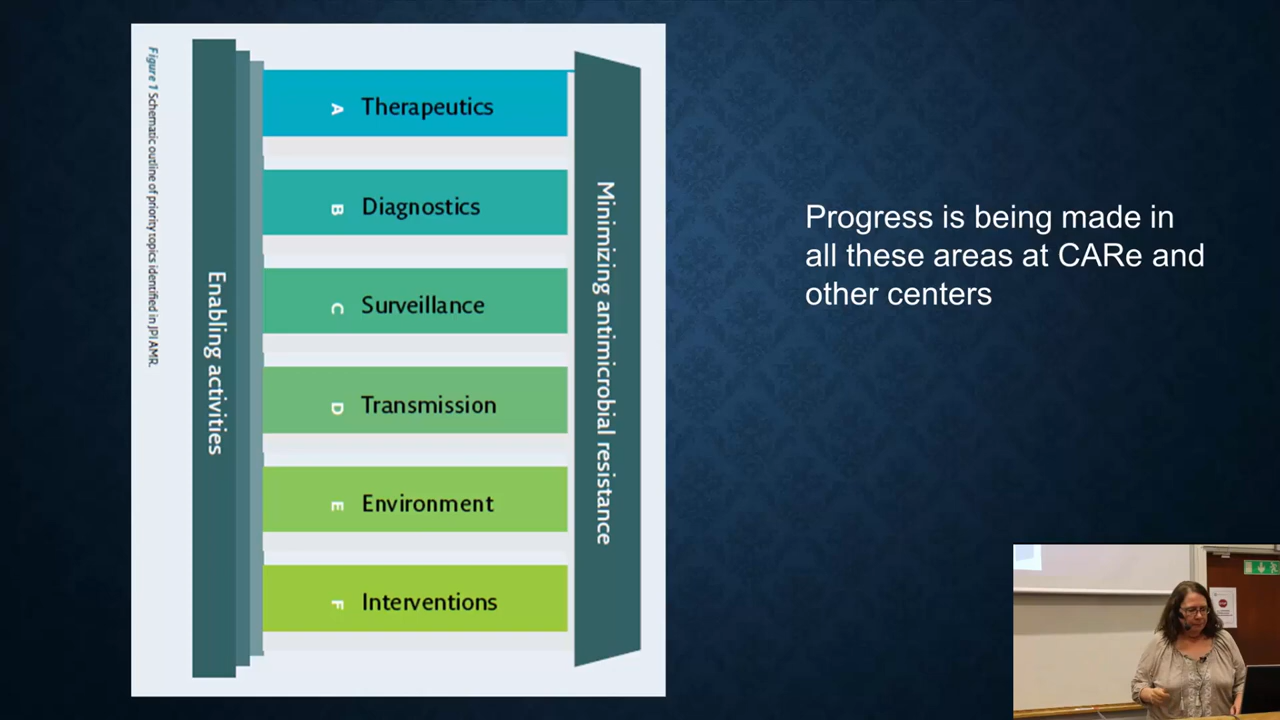 Figure 1 Schematic outline of priority topics identified in JPIAMR.
Enabling activities
A Therapeutics
B Diagnostics
C Surveillance
D Transmission
E Environment
F Interventions
Minimizing antimicrobial resistance
Progress is being made in
all these areas at CARe and
other centers